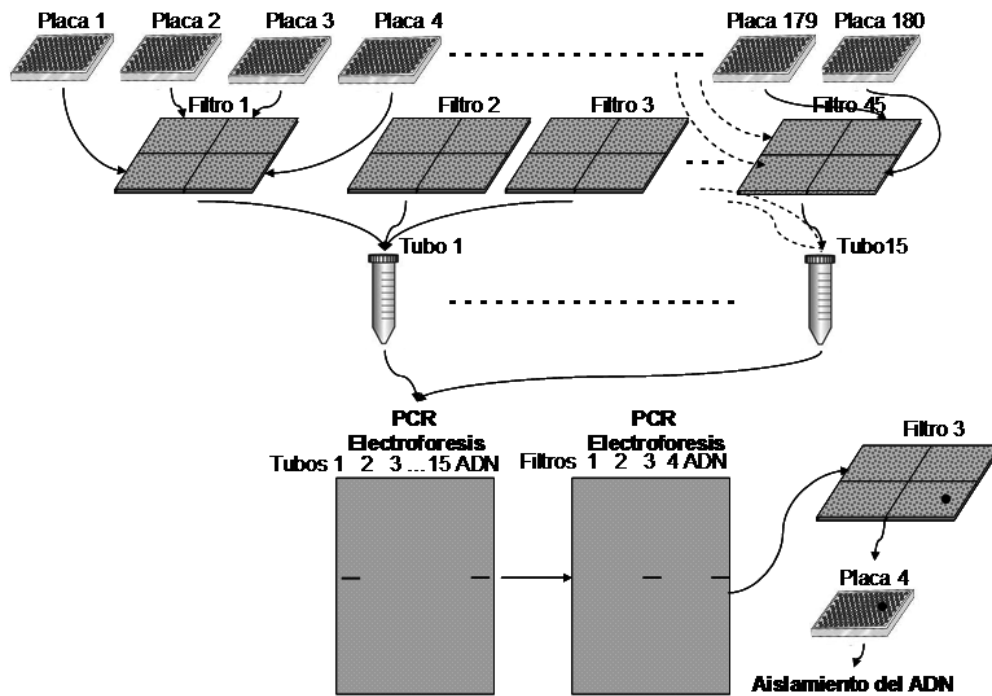 Placa 1 Placa 2 Placa 3 Placa 4 Placa 179 Placa 180
Filtro 1 Filtro 2 Filtro 3 Filtro 45
Tubo 1 Tubo15
PCR
Electroforesis
Tubos 1 2 3 ... 15 ADN
PCR
Electroforesis
Filtros 1 2 3 4 ADN
Filtro 3
Placa 4
Aislamiento del ADN